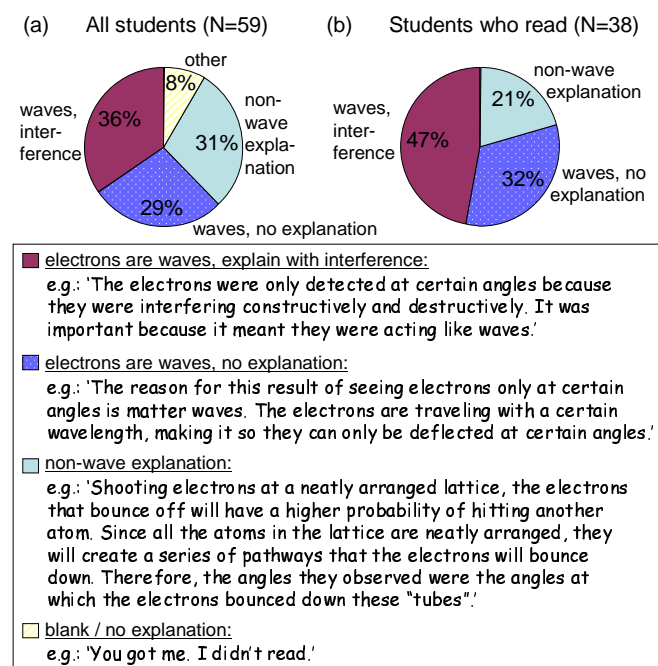 (a) All students (N=59)
(b) Students who read (N=38)
other
8%
waves,
inter-
ference
36%
non-
wave
expla-
nation
31%
29%
waves, no explanation
non-wave
explanation
21%
waves,
inter-
ference
47%
32%
waves, no
explanation
electrons are waves, explain with interference:
e.g.: 'The electrons were only detected at certain angles because
they were interfering constructively and destructively. It was
important because it meant they were acting like waves.'
electrons are waves, no explanation:
e.g.: 'The reason for this result of seeing electrons only at certain
angles is matter waves. The electrons are traveling with a certain
wavelength, making it so they can only be deflected at certain angles.'
non-wave explanation:
e.g.: 'Shooting electrons at a neatly arranged lattice, the electrons
that bounce off will have a higher probability of hitting another
atom. Since all the atoms in the lattice are neatly arranged, they
will create a series of pathways that the electrons will bounce
down. Therefore, the angles they observed were the angles at
which the electrons bounced down these "tubes".'
blank / no explanation:
e.g.: 'You got me. I didn't read.'